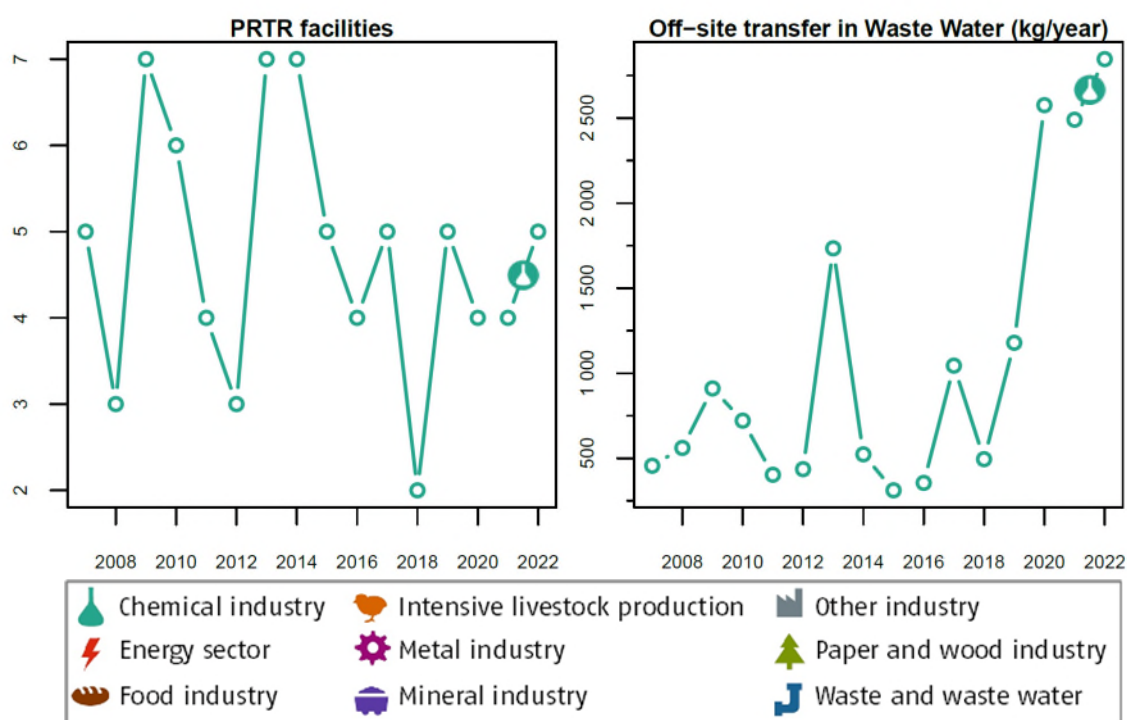 PRTR facilities
7
6
5
4
3
2
2008 2010 2012 2014 2016 2018 2020 2022
Off−site transfer in Waste Water (kg/year)
2 500
2 000
1 500
1 000
500
2008 2010 2012 2014 2016 2018 2020 2022
Chemical industry Intensive livestock production Other industry
Energy sector Metal industry Paper and wood industry
Food industry Mineral industry Waste and waste water